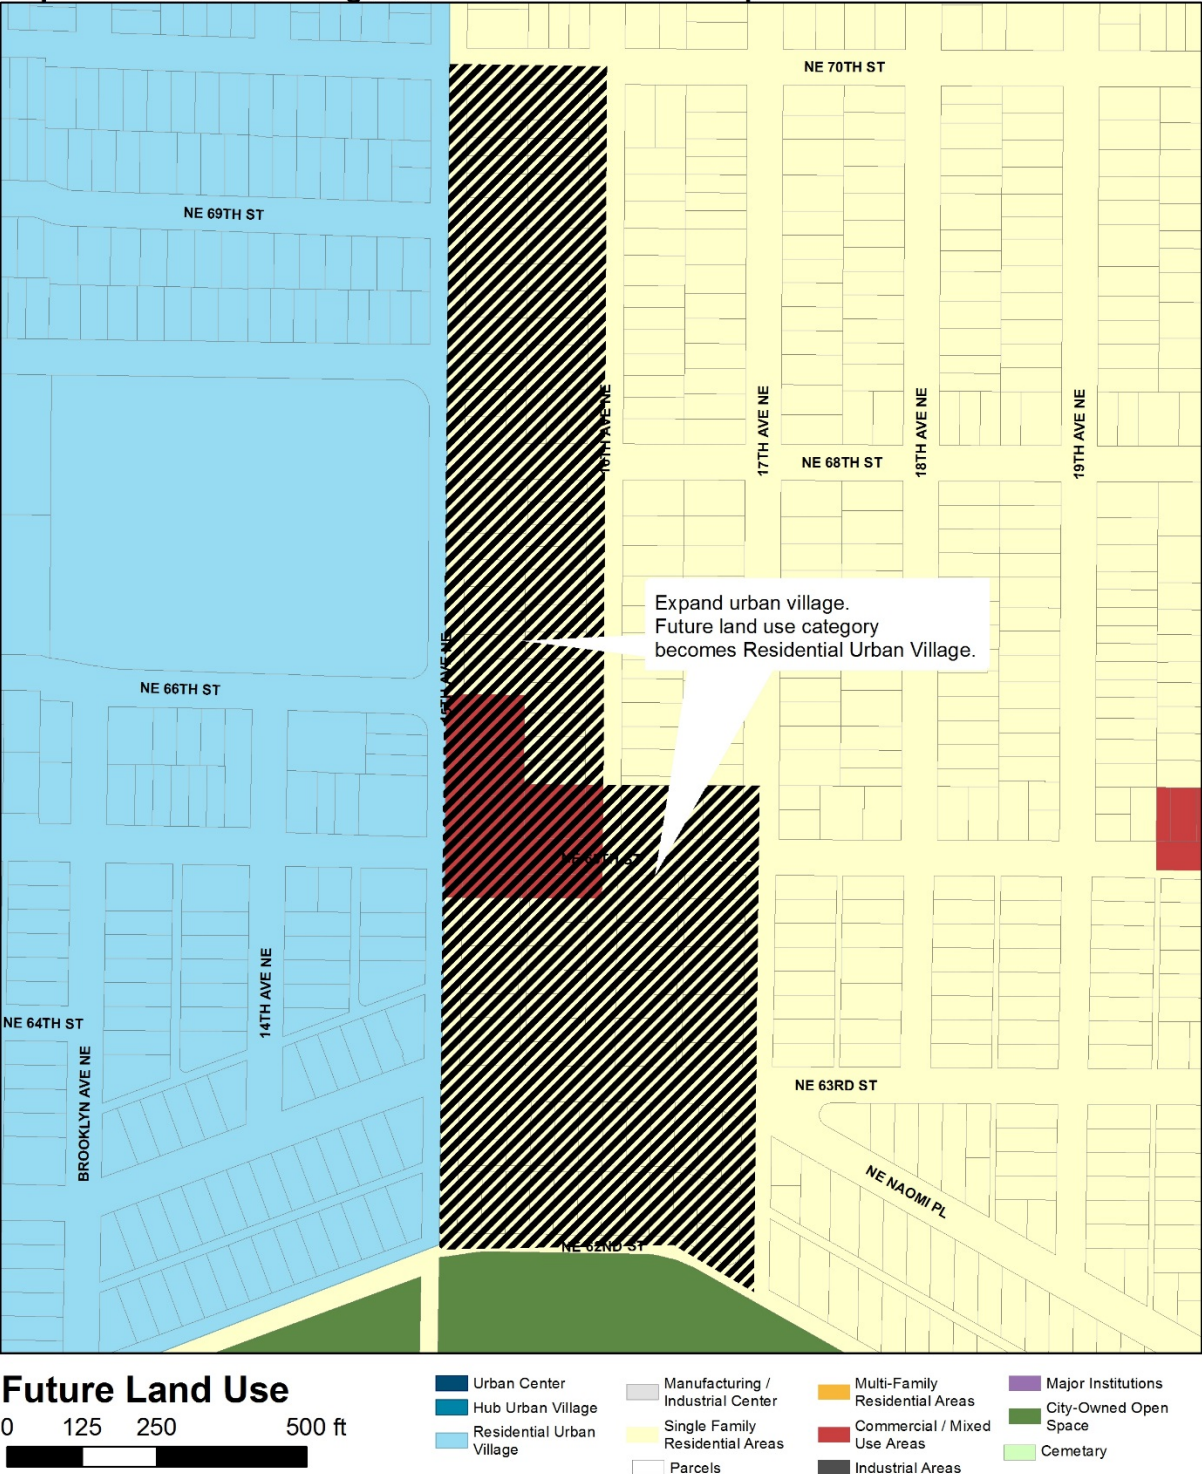 NE 70TH ST
NE 69TH ST
16TH AVE NE
17TH AVE NE
18TH AVE NE
19TH AVE NE
NE 68TH ST
Expand urban village.
Future land use category
becomes Residential Urban Village.
15TH AVE NE
NE 66TH ST
NE 65TH ST
14TH AVE NE
NE 64TH ST
BROOKLYN AVE NE
NE 63RD ST
NE NAOMI PL
NE 62ND ST
Future Land Use
0 125 250 500 ft
Urban Center
Hub Urban Village
Residential Urban
Village
Manufacturing /
Industrial Center
Single Family
Residential Areas
Parcels
Multi-Family
Residential Areas
Commercial / Mixed
Use Areas
Industrial Areas
Major Institutions
City-Owned Open
Space
Cemetary